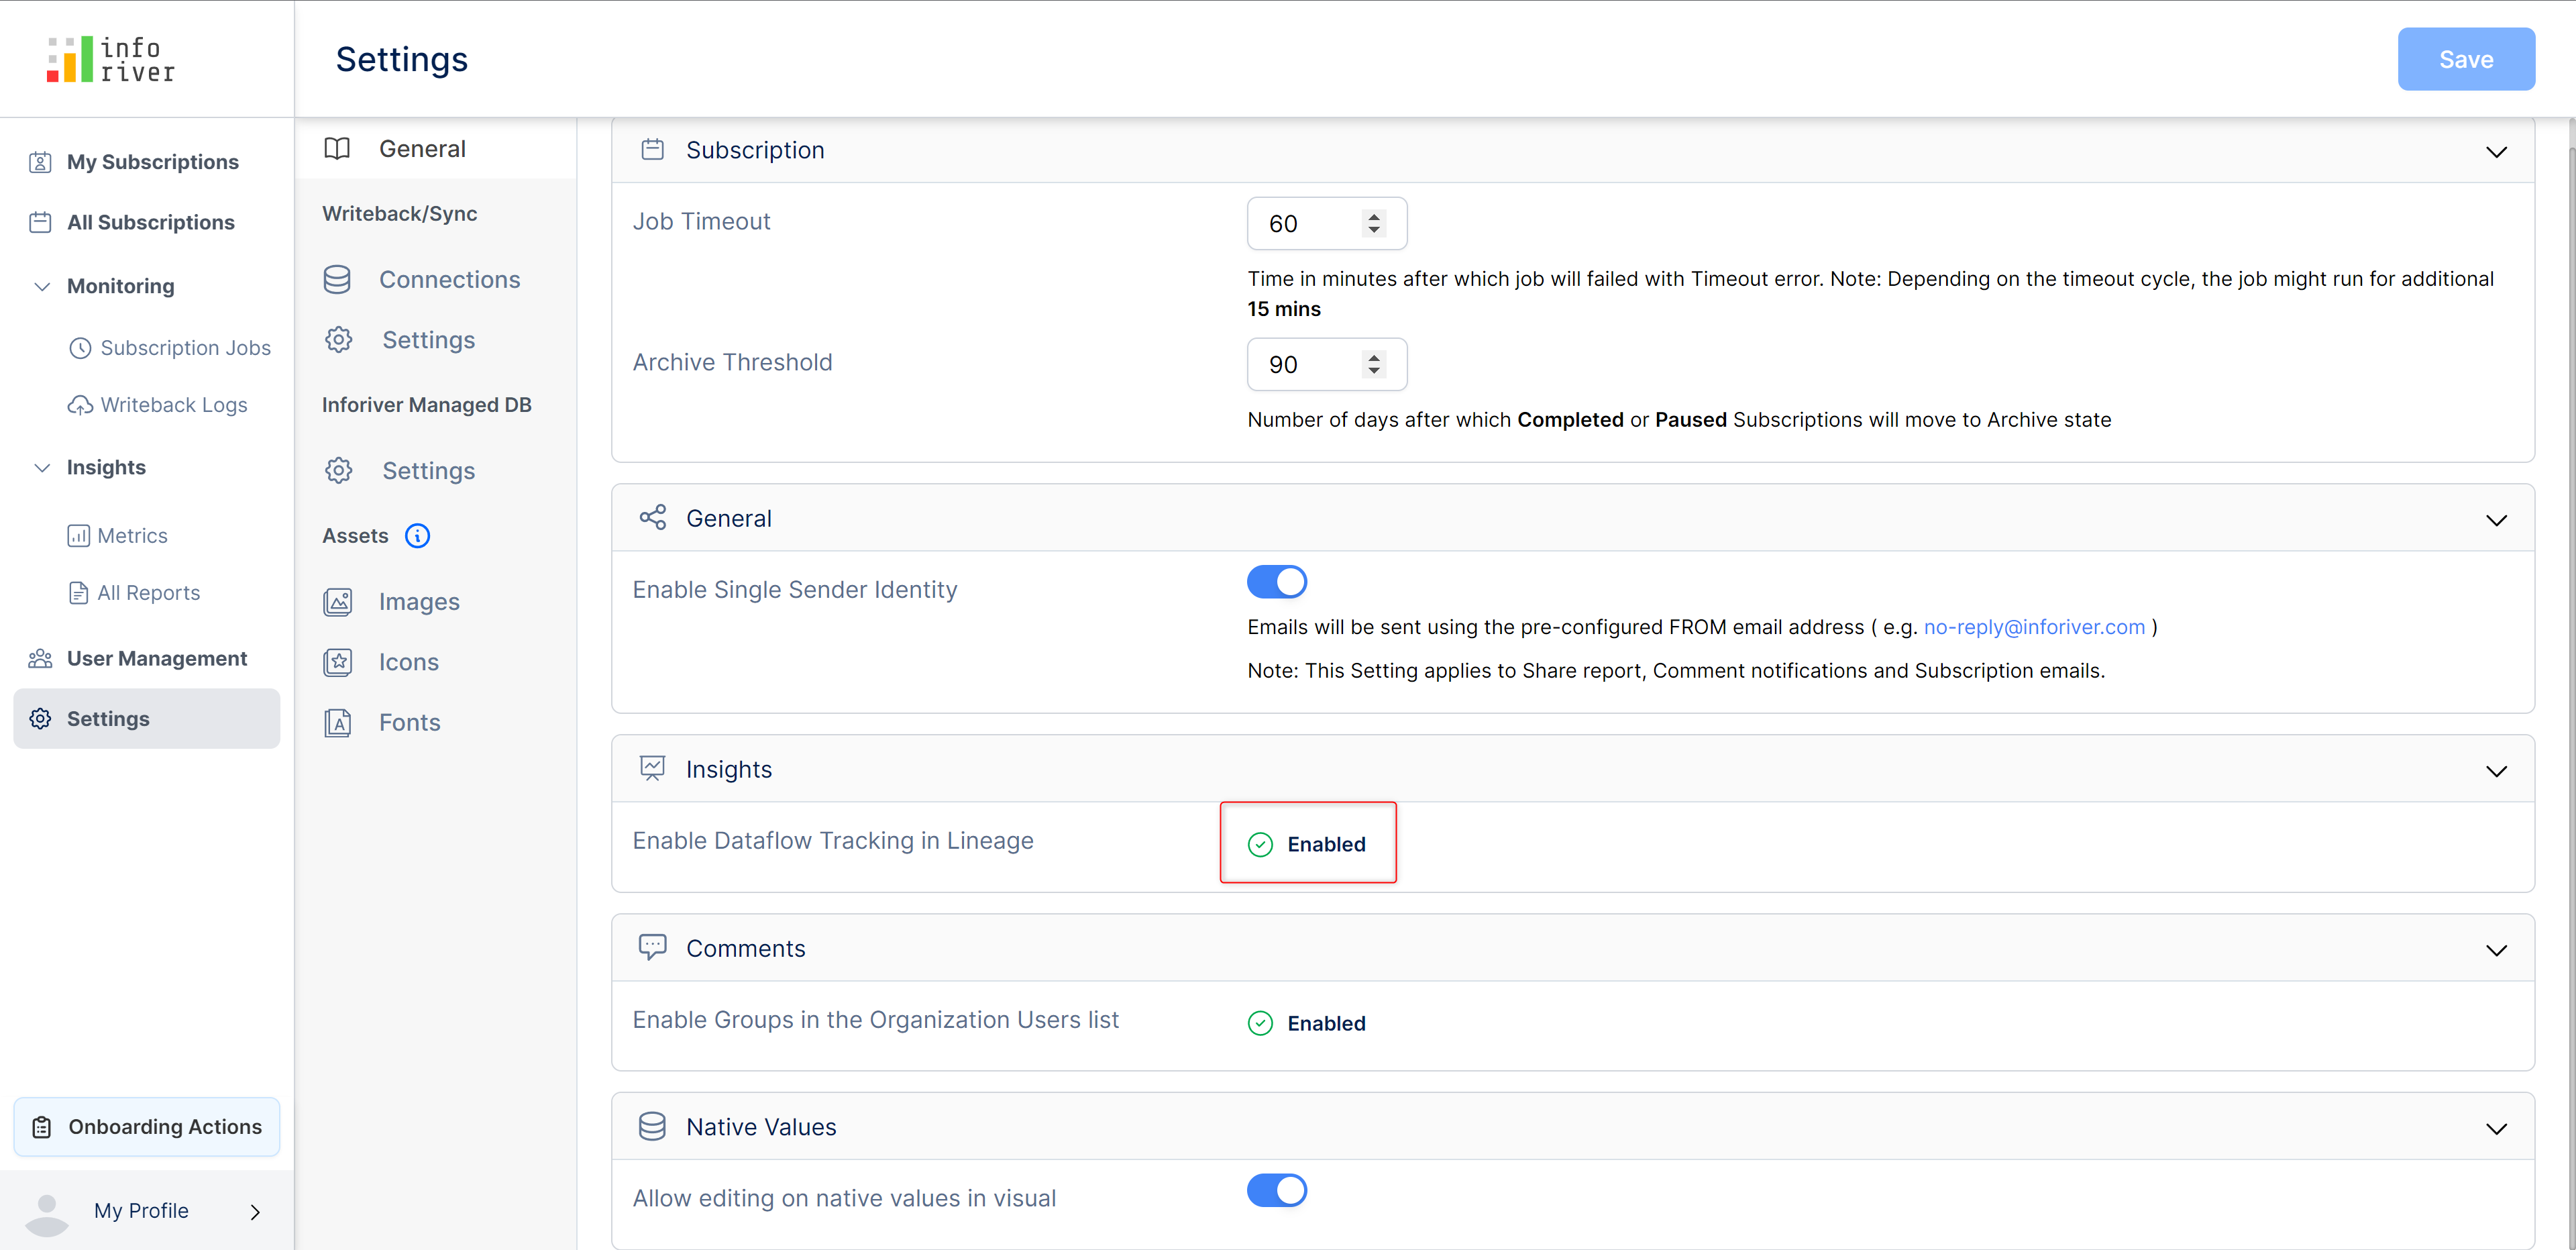 info
river
Settings
Save
My Subscriptions
All Subscriptions
Monitoring
Subscription Jobs
Writeback Logs
Insights
Metrics
All Reports
User Management
Settings
Onboarding Actions
My Profile
General
Writeback/Sync
Connections
Settings
Inforiver Managed DB
Settings
Assets
Images
Icons
Fonts
Subscription
Job Timeout
60
Time in minutes after which job will failed with Timeout error. Note: Depending on the timeout cycle, the job might run for additional
15 mins
Archive Threshold
90
Number of days after which Completed or Paused Subscriptions will move to Archive state
General
Enable Single Sender Identity
Emails will be sent using the pre-configured FROM email address ( e.g. no-reply@inforiver.com )
Note: This Setting applies to Share report, Comment notifications and Subscription emails.
Insights
Enable Dataflow Tracking in Lineage
Enabled
Comments
Enable Groups in the Organization Users list
Enabled
Native Values
Allow editing on native values in visual